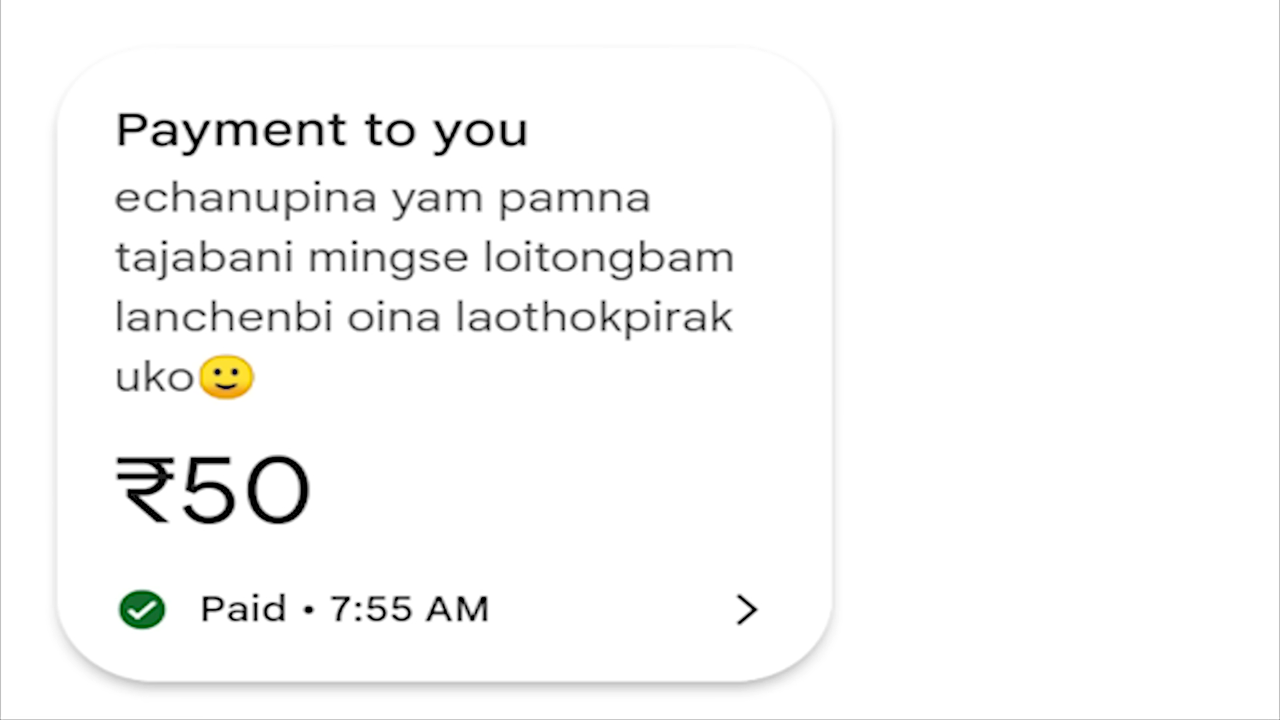 Payment to you
echanupina yam pamna
tajabani mingse loitongbam
lanchenbi oina laothokpirak
uko🙂
₹50
Paid • 7:55 AM